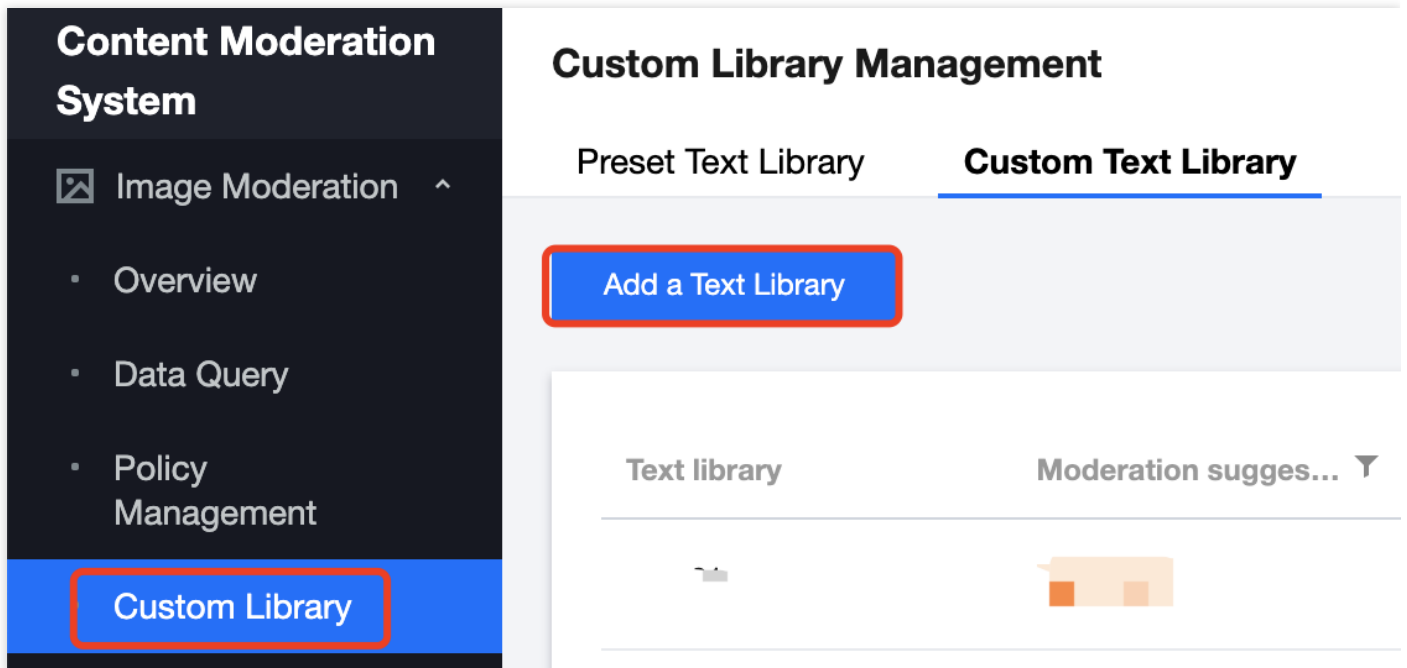 Content Moderation
System
Image Moderation
Overview
Data Query
Policy
Management
Custom Library
Custom Library Management
Preset Text Library
Custom Text Library
Add a Text Library
Text library
Moderation sugges...